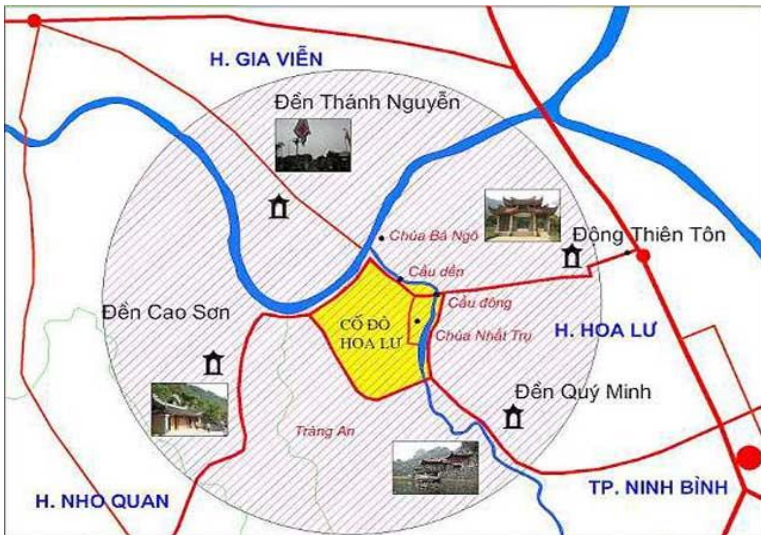 H. GIA VIỄN
Đền Thánh Nguyễn
Chùa Bà Ngô
Động Thiên Tôn
Cầu dền
Cầu đông
Đền Cao Sơn
CỐ ĐÔ
HOA LƯ
Chùa Nhất Trụ
H. HOA LƯ
Đền Quý Minh
Tràng An
H. NHO QUAN
TP. NINH BÌNH